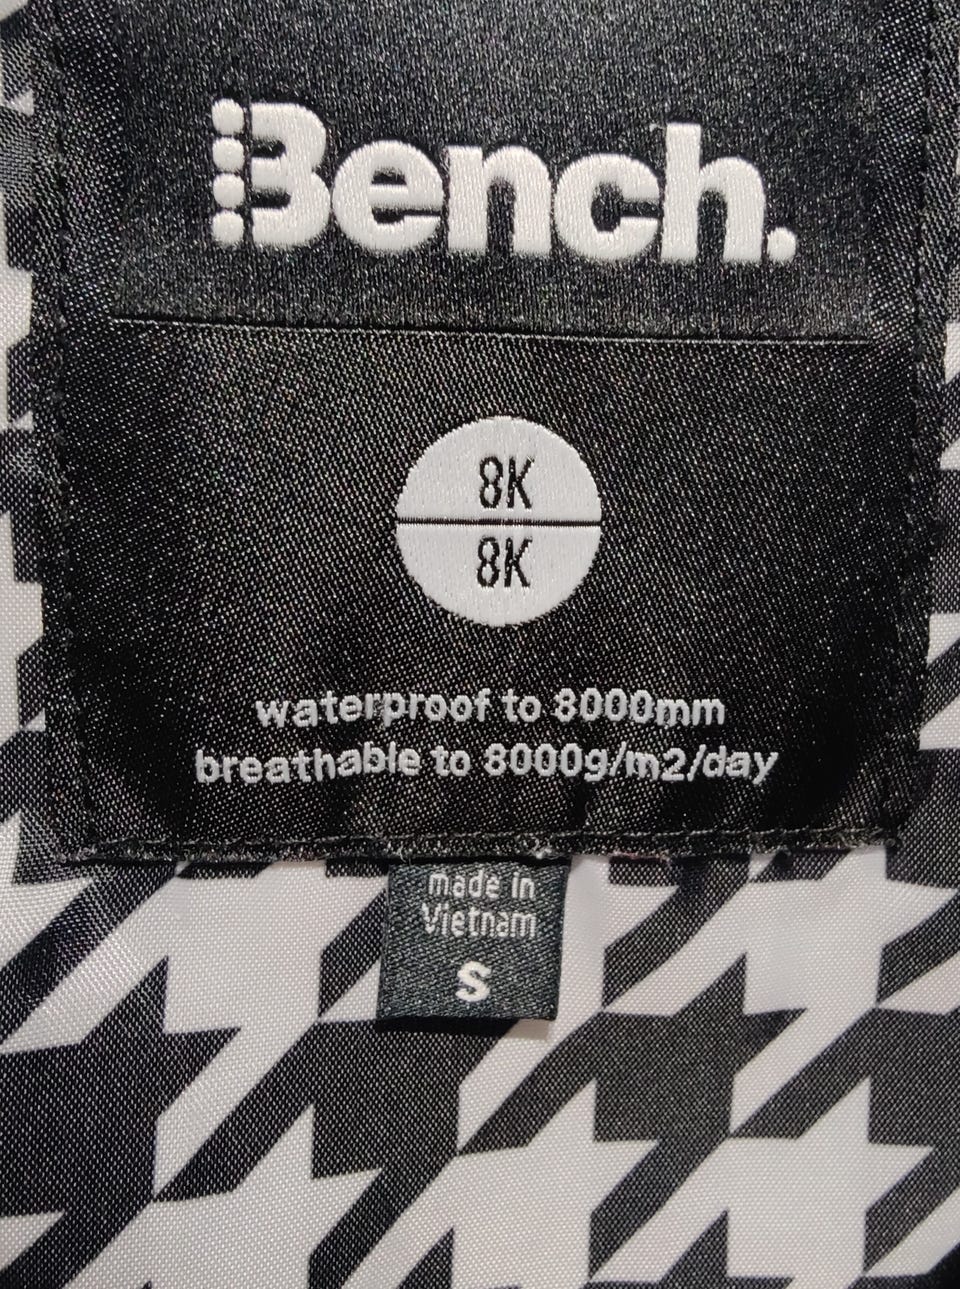 Bench.
8K
8K
waterproof to 8000mm
breathable to 8000g/m2/day
made in
Vietnam
S